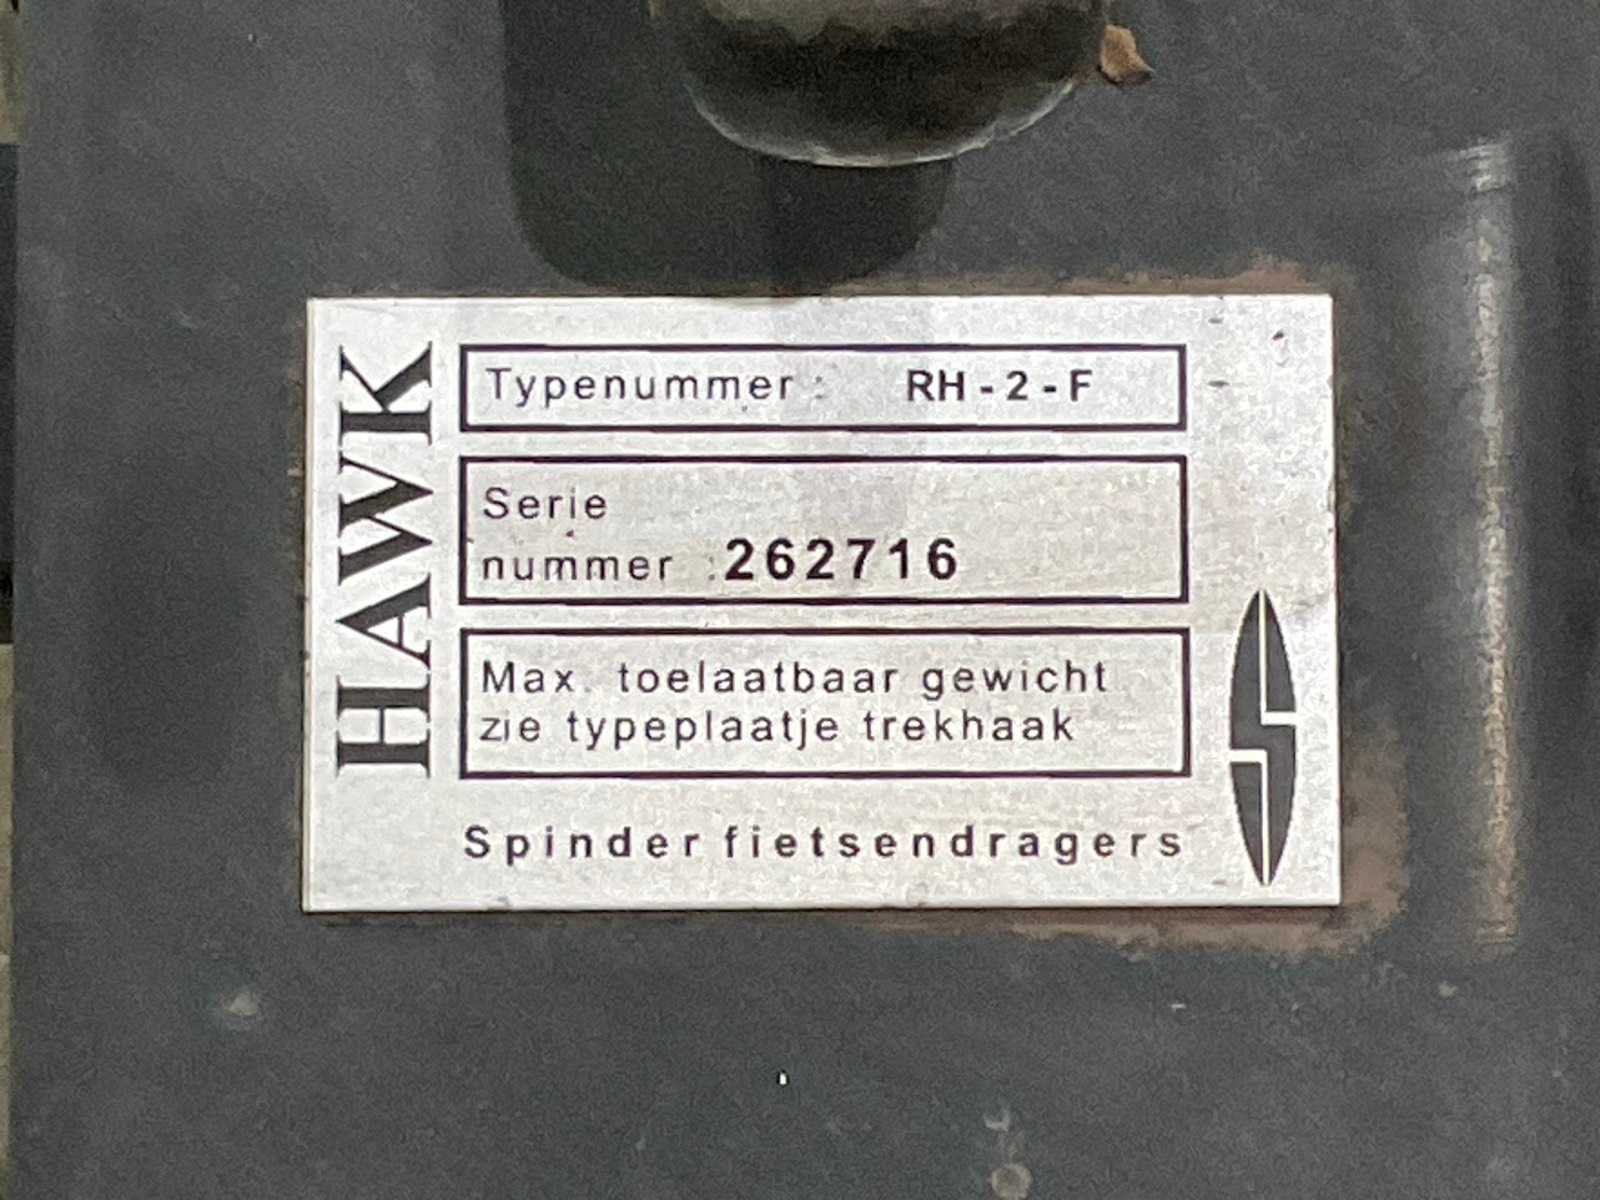 HAWK
Typenummer : RH - 2 - F
Serie
nummer : 262716
Max. toelaatbaar gewicht
zie typeplaatje trekhaak
Spinder fietsendragers